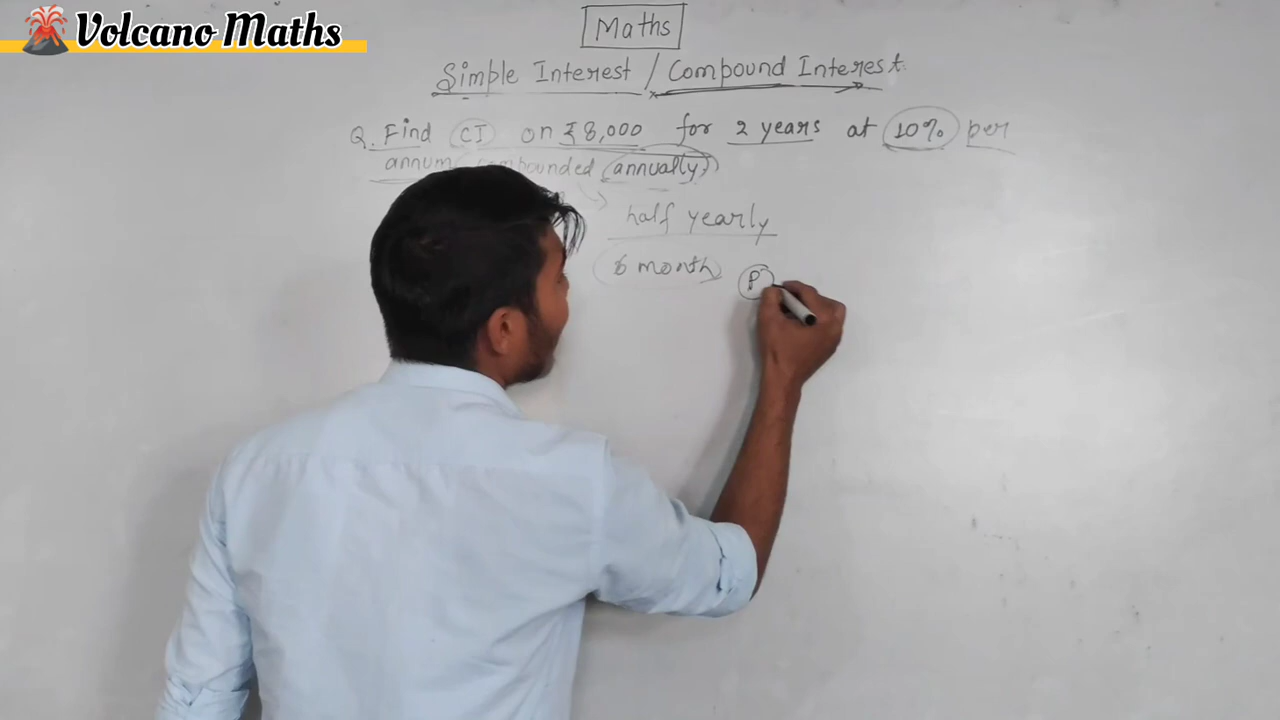 Volcano Maths
Maths
Simple Interest / Compound Interest
Q. Find CI on ₹8,000 for 2 years at 10% per
annum compounded annually
half yearly
6 month P